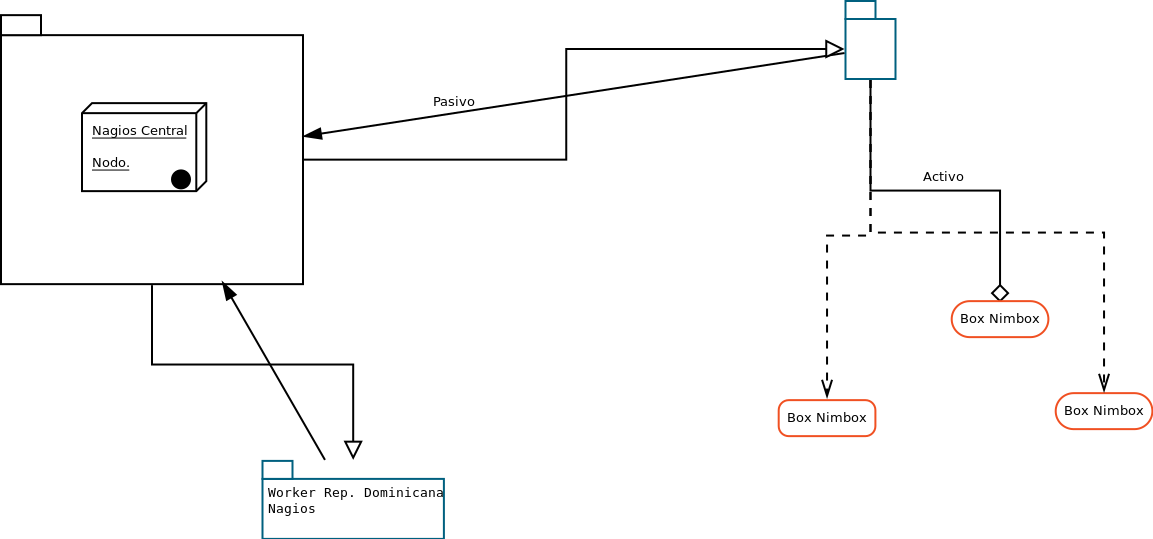 Pasivo
Nagios Central
Nodo.
Activo
Box Nimbox
Box Nimbox
Box Nimbox
Worker Rep. Dominicana
Nagios